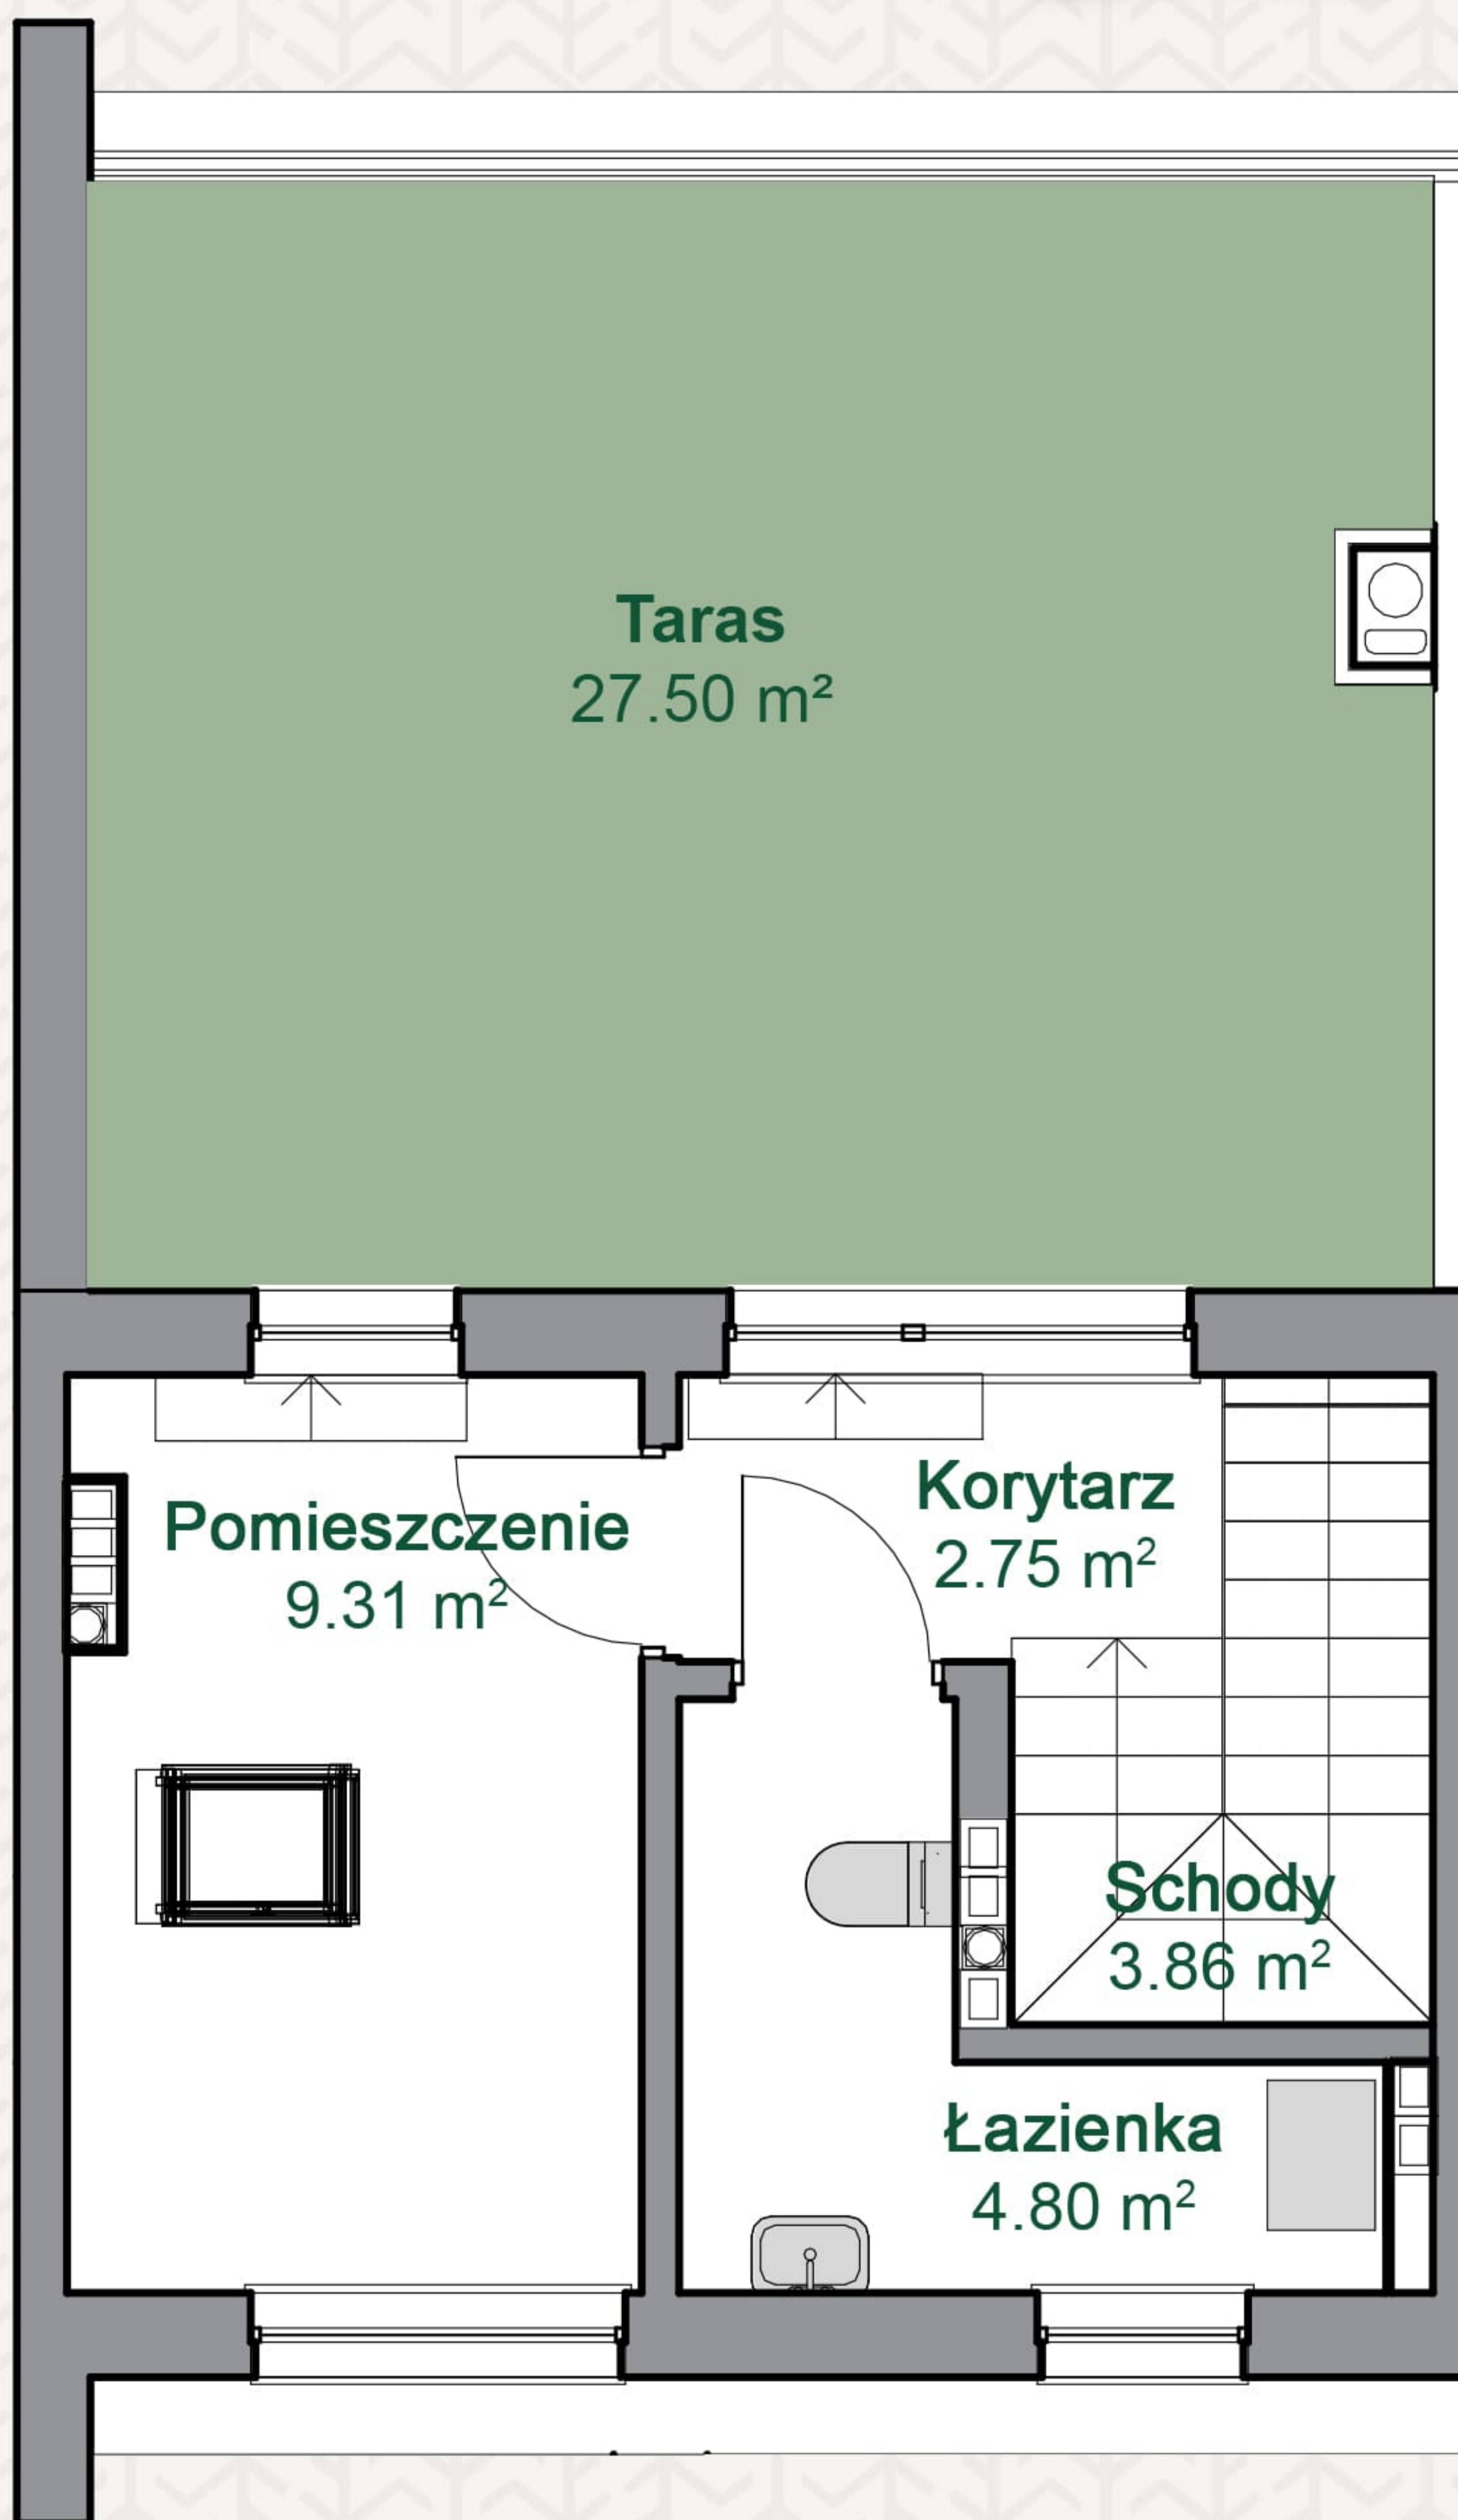 Taras
27.50 m²
Korytarz
2.75 m²
Pomieszczenie
9.31 m²
Schody
3.86 m²
Łazienka
4.80 m²